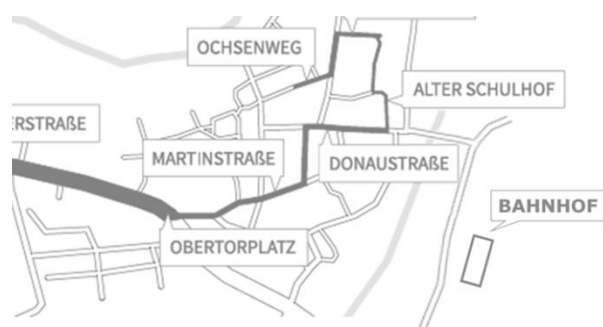 OCHSENWEG
ALTER SCHULHOF
ERSTRAßE
MARTINSTRAßE
DONAUSTRAßE
BAHNHOF
OBERTORPLATZ